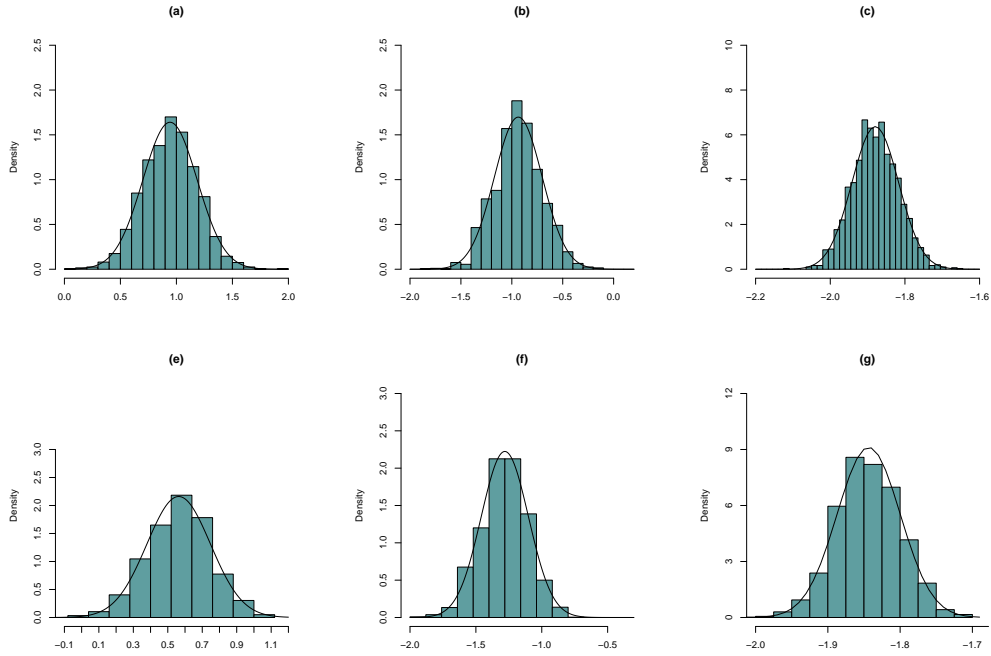 (a)
Density
0.0 0.5 1.0 1.5 2.0 2.5
0.0 0.5 1.0 1.5 2.0
(b)
Density
0.0 0.5 1.0 1.5 2.0 2.5
−2.0 −1.5 −1.0 −0.5 0.0
(c)
Density
0 2 4 6 8 10
−2.2 −2.0 −1.8 −1.6
(e)
Density
0.0 0.5 1.0 1.5 2.0 2.5 3.0
−0.1 0.1 0.3 0.5 0.7 0.9 1.1
(f)
Density
0.0 0.5 1.0 1.5 2.0 2.5 3.0
−2.0 −1.5 −1.0 −0.5
(g)
Density
0 3 6 9 12
−2.0 −1.9 −1.8 −1.7